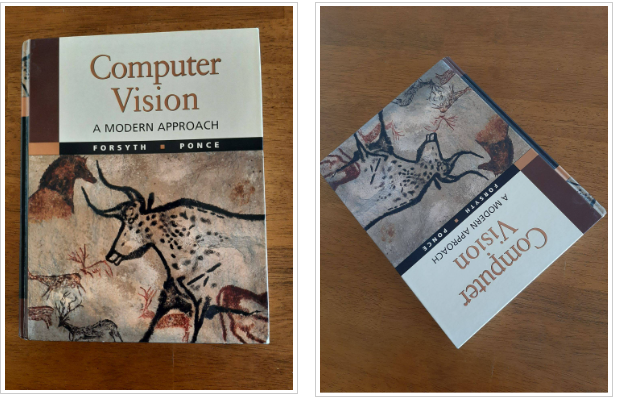 Computer
Vision
A MODERN APPROACH
FORSYTH ▪ PONCE
Computer
Vision
A MODERN APPROACH
FORSYTH ▪ PONCE